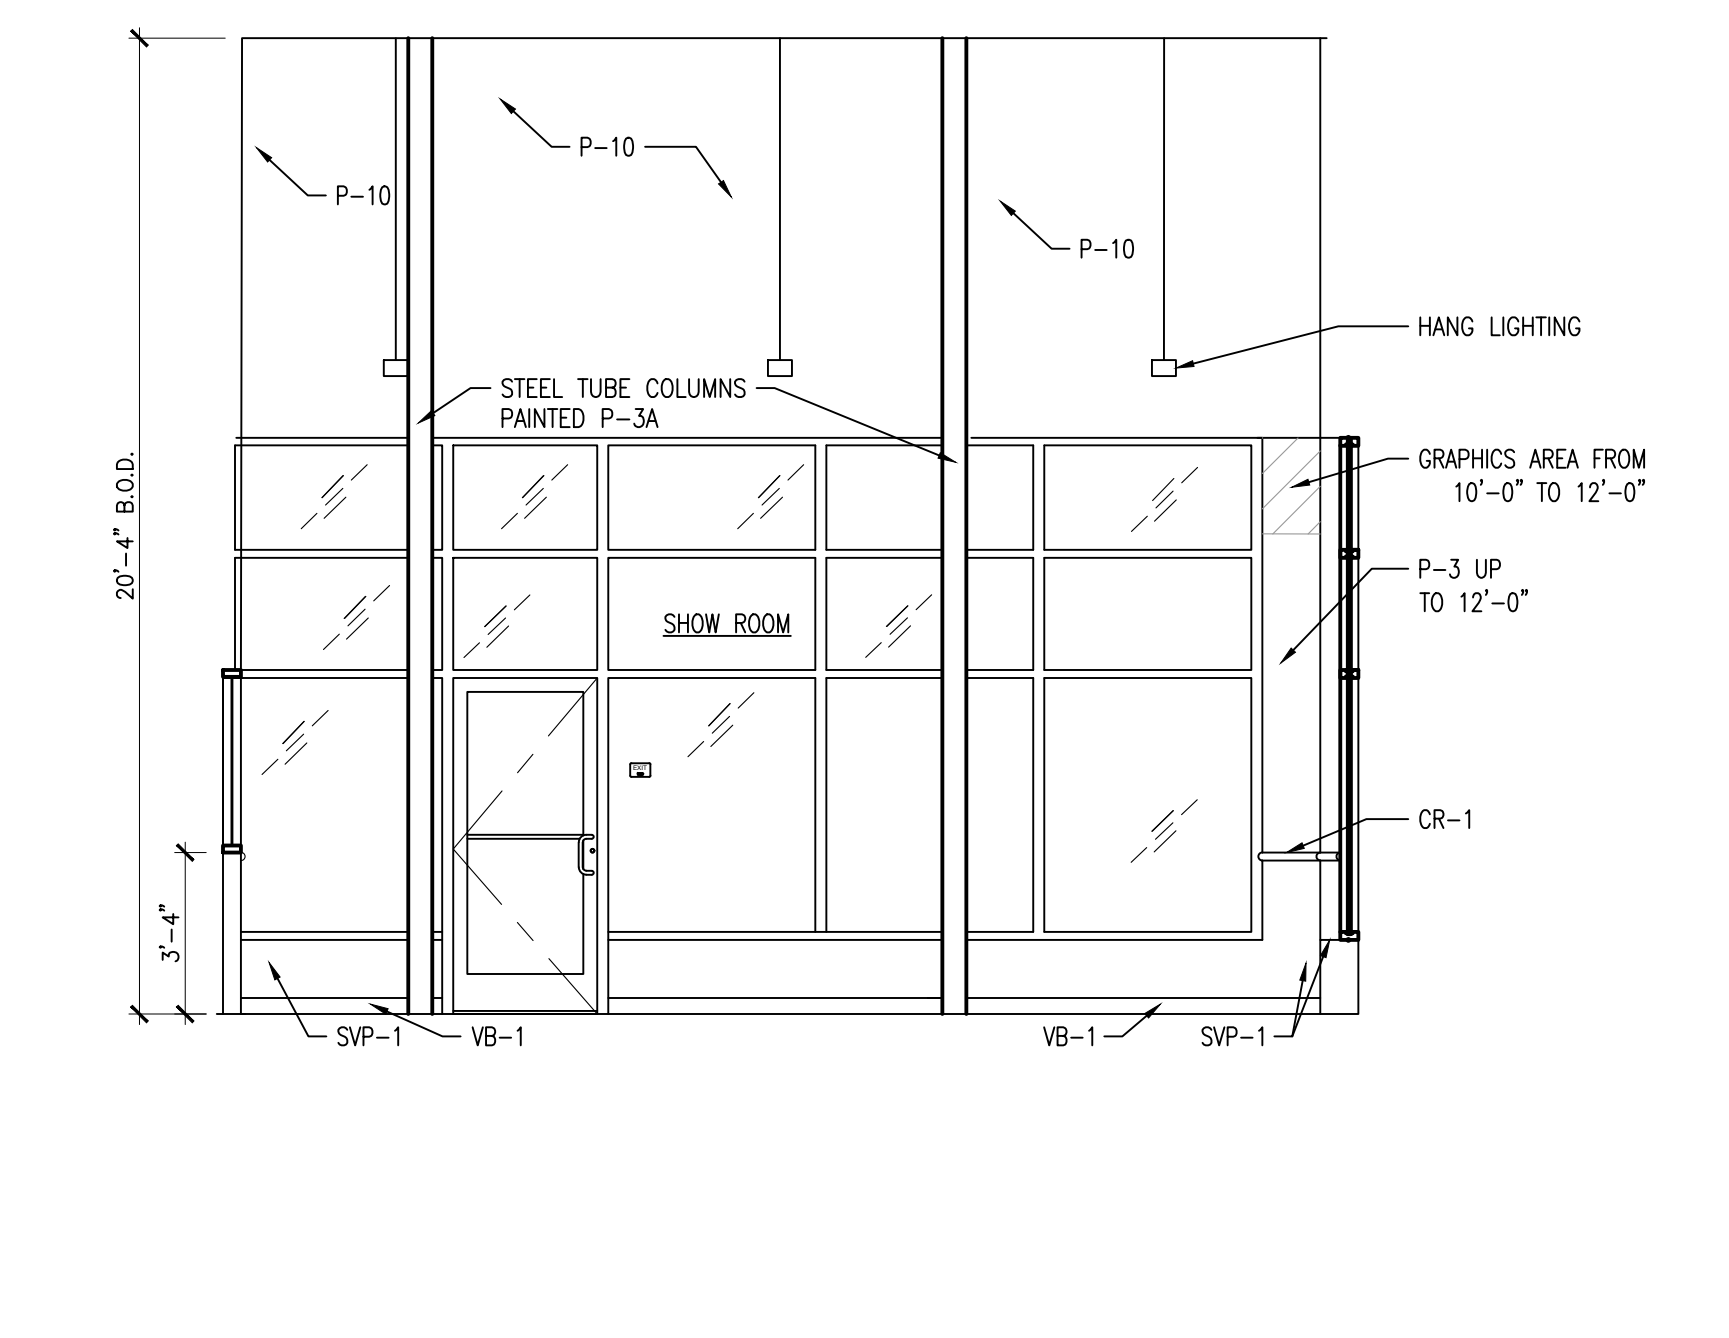 P-10
P-10
P-10
HANG LIGHTING
STEEL TUBE COLUMNS
PAINTED P-3A
GRAPHICS AREA FROM
10'-0" TO 12'-0"
20'-4" B.O.D.
P-3 UP
TO 12'-0"
SHOW ROOM
EXIT
CR-1
3'-4"
SVP-1
VB-1
VB-1
SVP-1